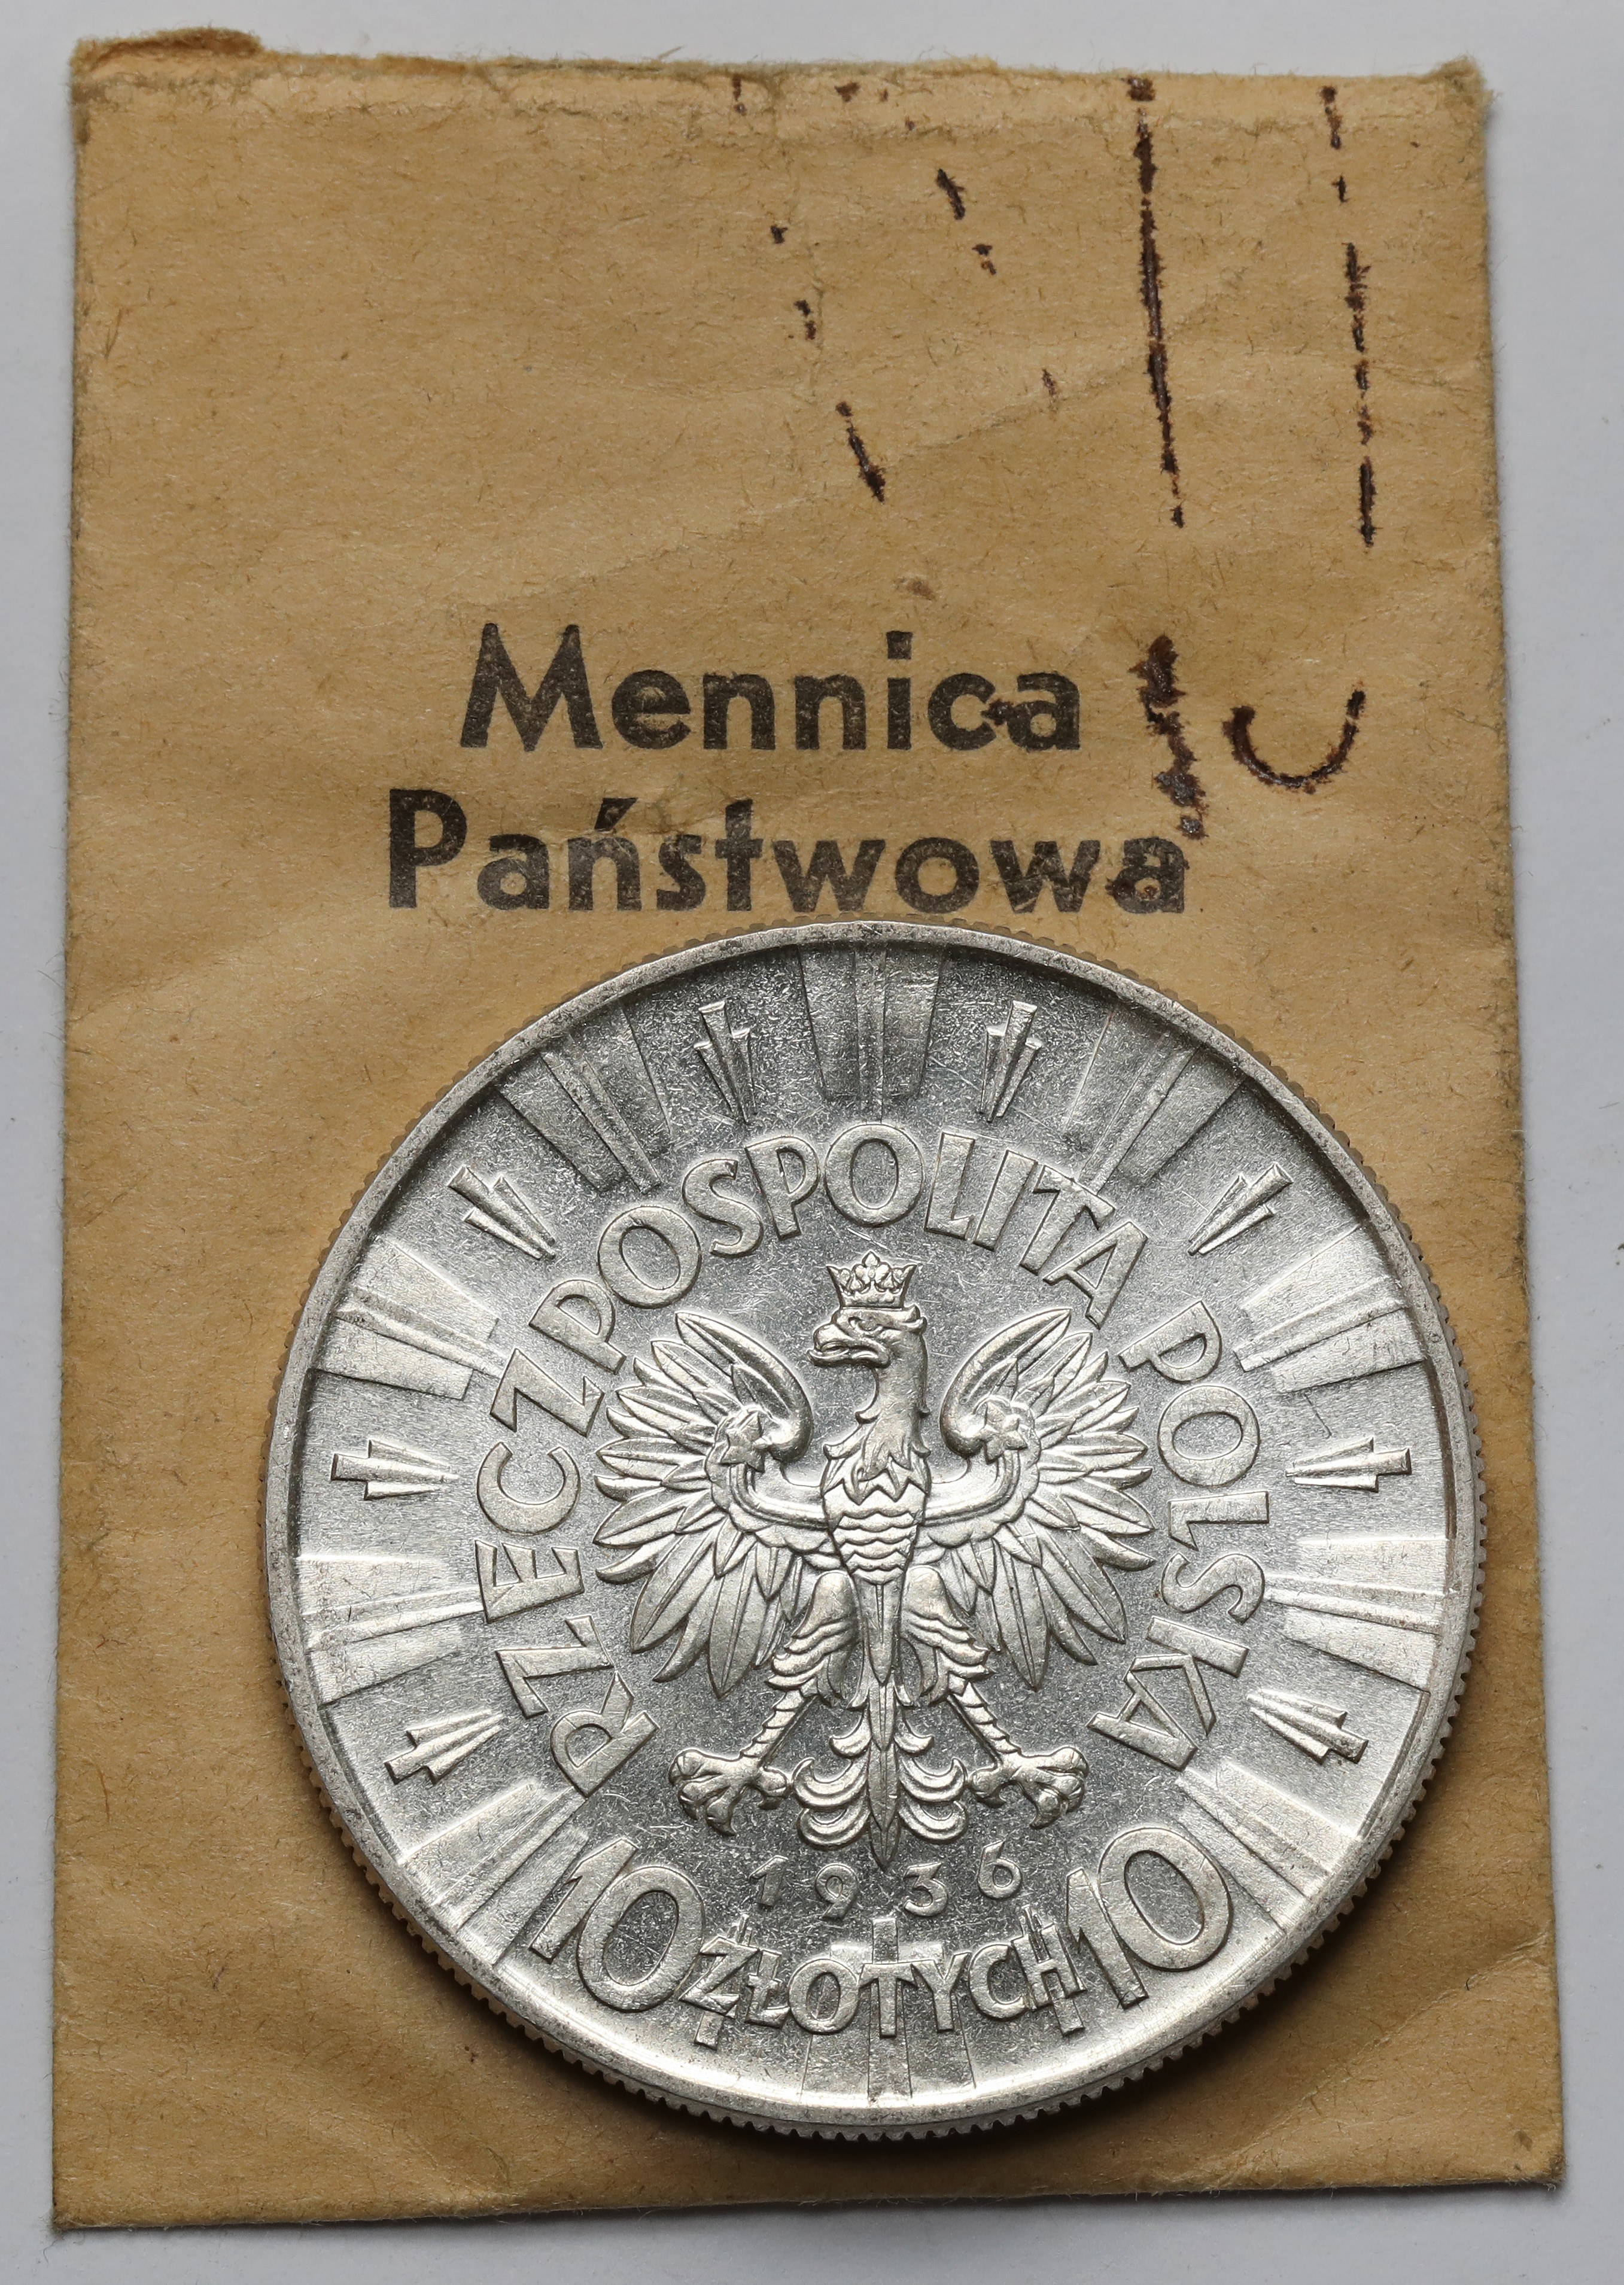 Mennica
Państwowa
RZECZPOSPOLITA POLSKA
1936
10 ZŁOTYCH 10